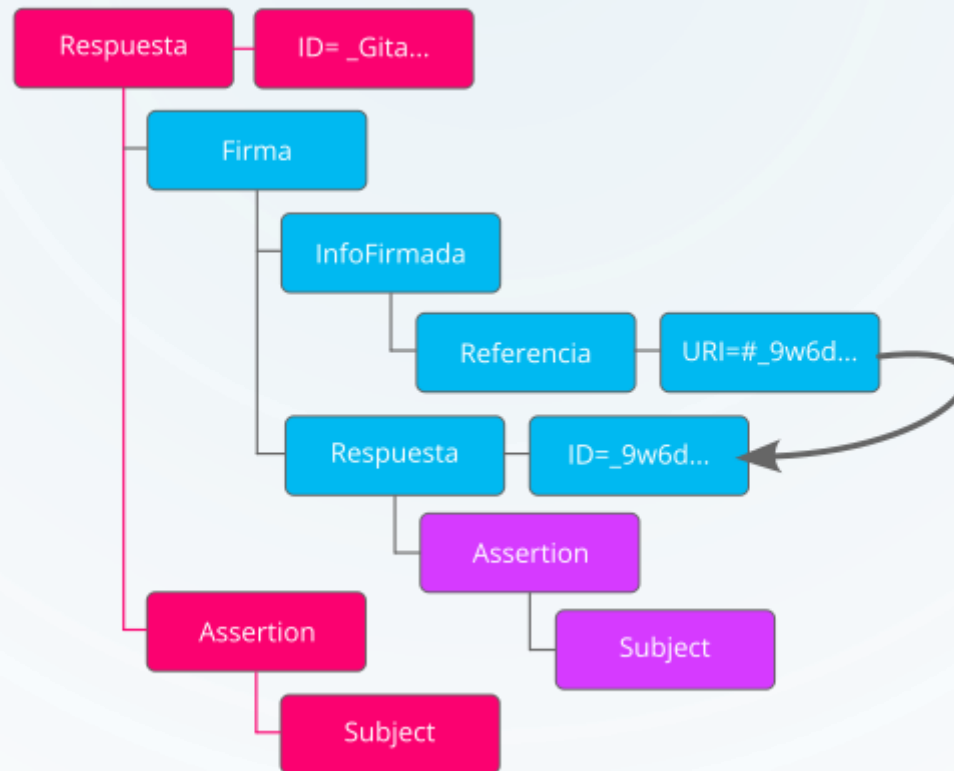 Respuesta
ID= _Gita...
Firma
InfoFirmada
Referencia
URI=#_9w6d...
Respuesta
ID=_9w6d...
Assertion
Subject
Assertion
Subject